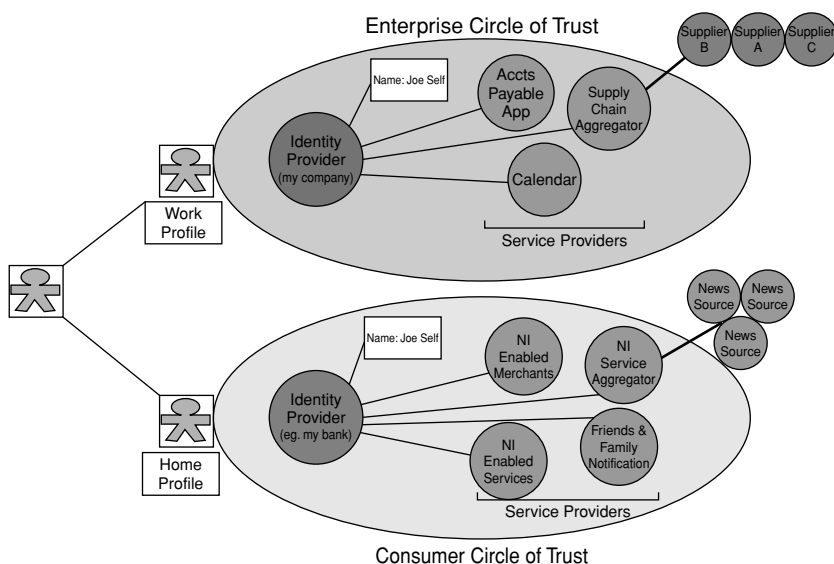 Enterprise Circle of Trust
Supplier
B
Supplier
A
Supplier
C
Name: Joe Self
Accts
Payable
App
Supply
Chain
Aggregator
Identity
Provider
(my company)
Calendar
Work
Profile
Service Providers
News
Source
News
Source
News
Source
Name: Joe Self
NI
Enabled
Merchants
NI
Service
Aggregator
Identity
Provider
(eg. my bank)
NI
Enabled
Services
Friends &
Family
Notification
Home
Profile
Service Providers
Consumer Circle of Trust